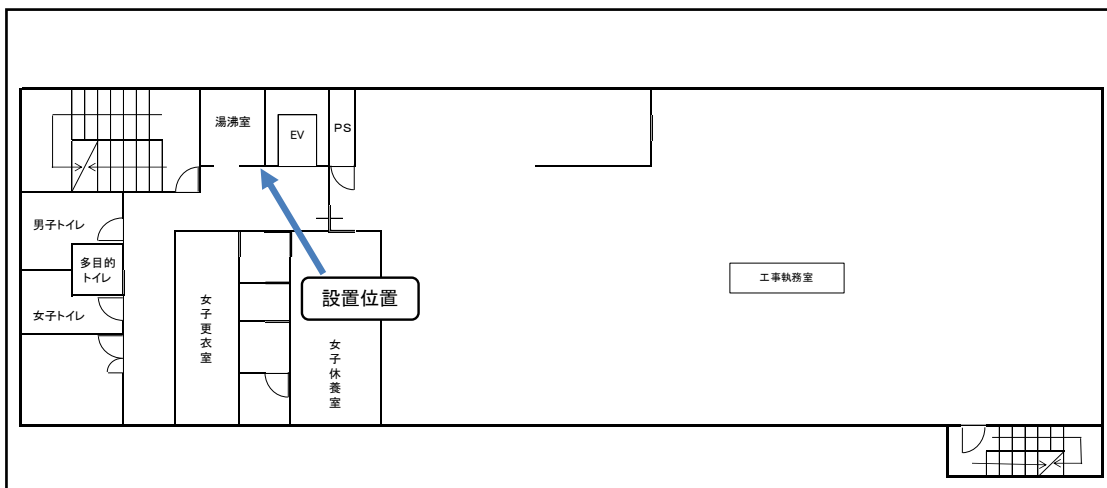 湯沸室
EV
PS
男子トイレ
多目的
トイレ
女子トイレ
設置位置
女子更衣室
女子休養室
工事執務室